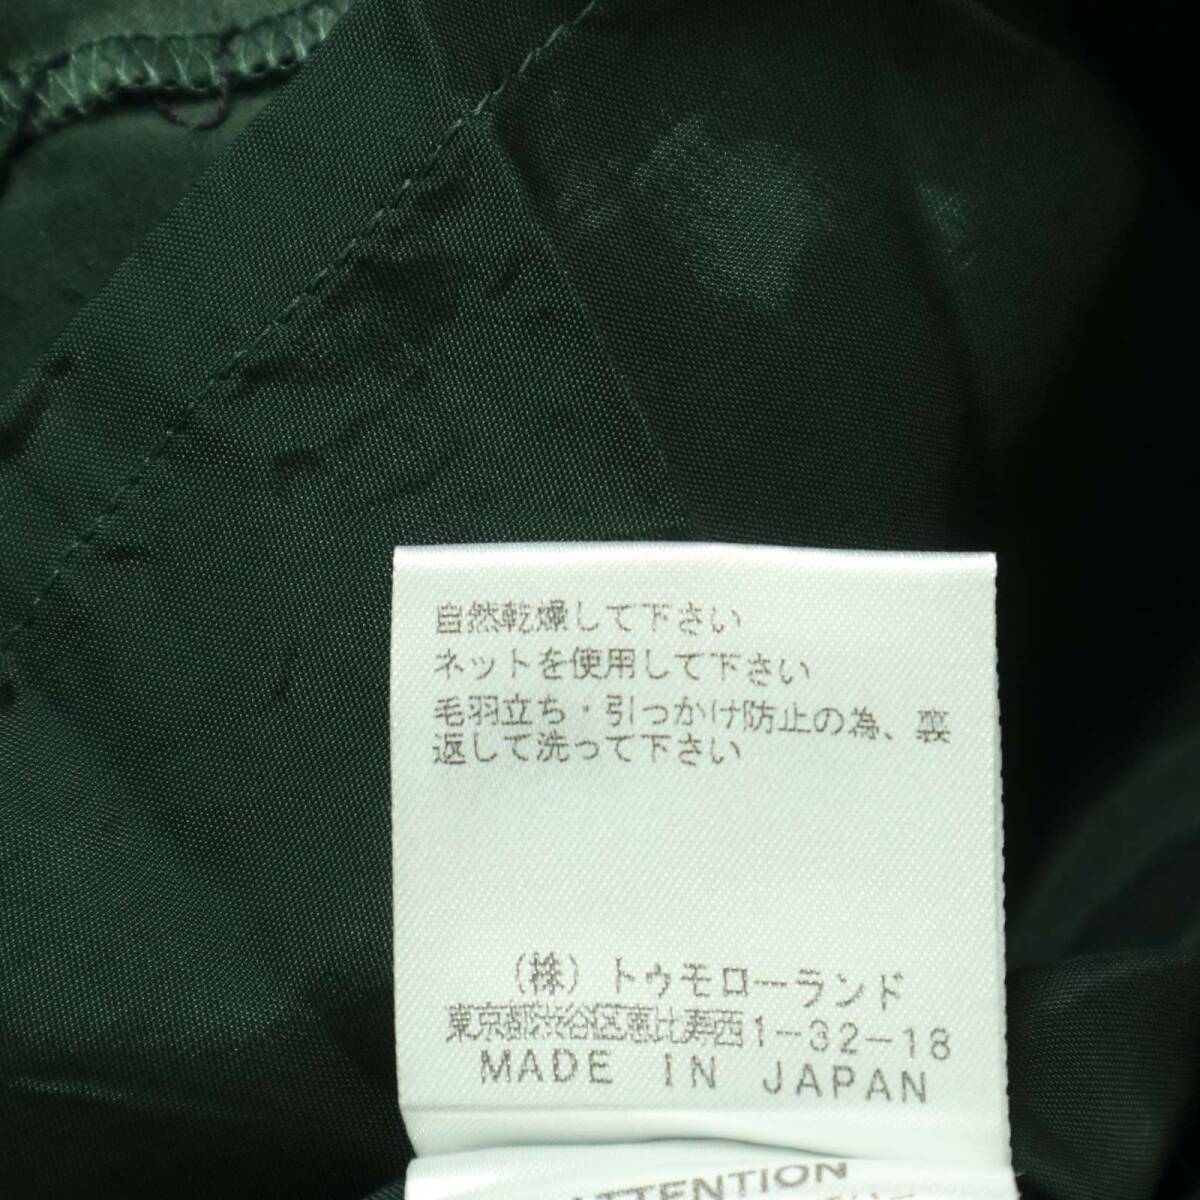 自然乾燥して下さい
ネットを使用して下さい
毛羽立ち・引っかけ防止の為、裏
返して洗って下さい
(株)トゥモローランド
東京都渋谷区恵比寿西1-32-18
MADE IN JAPAN
ATTENTION